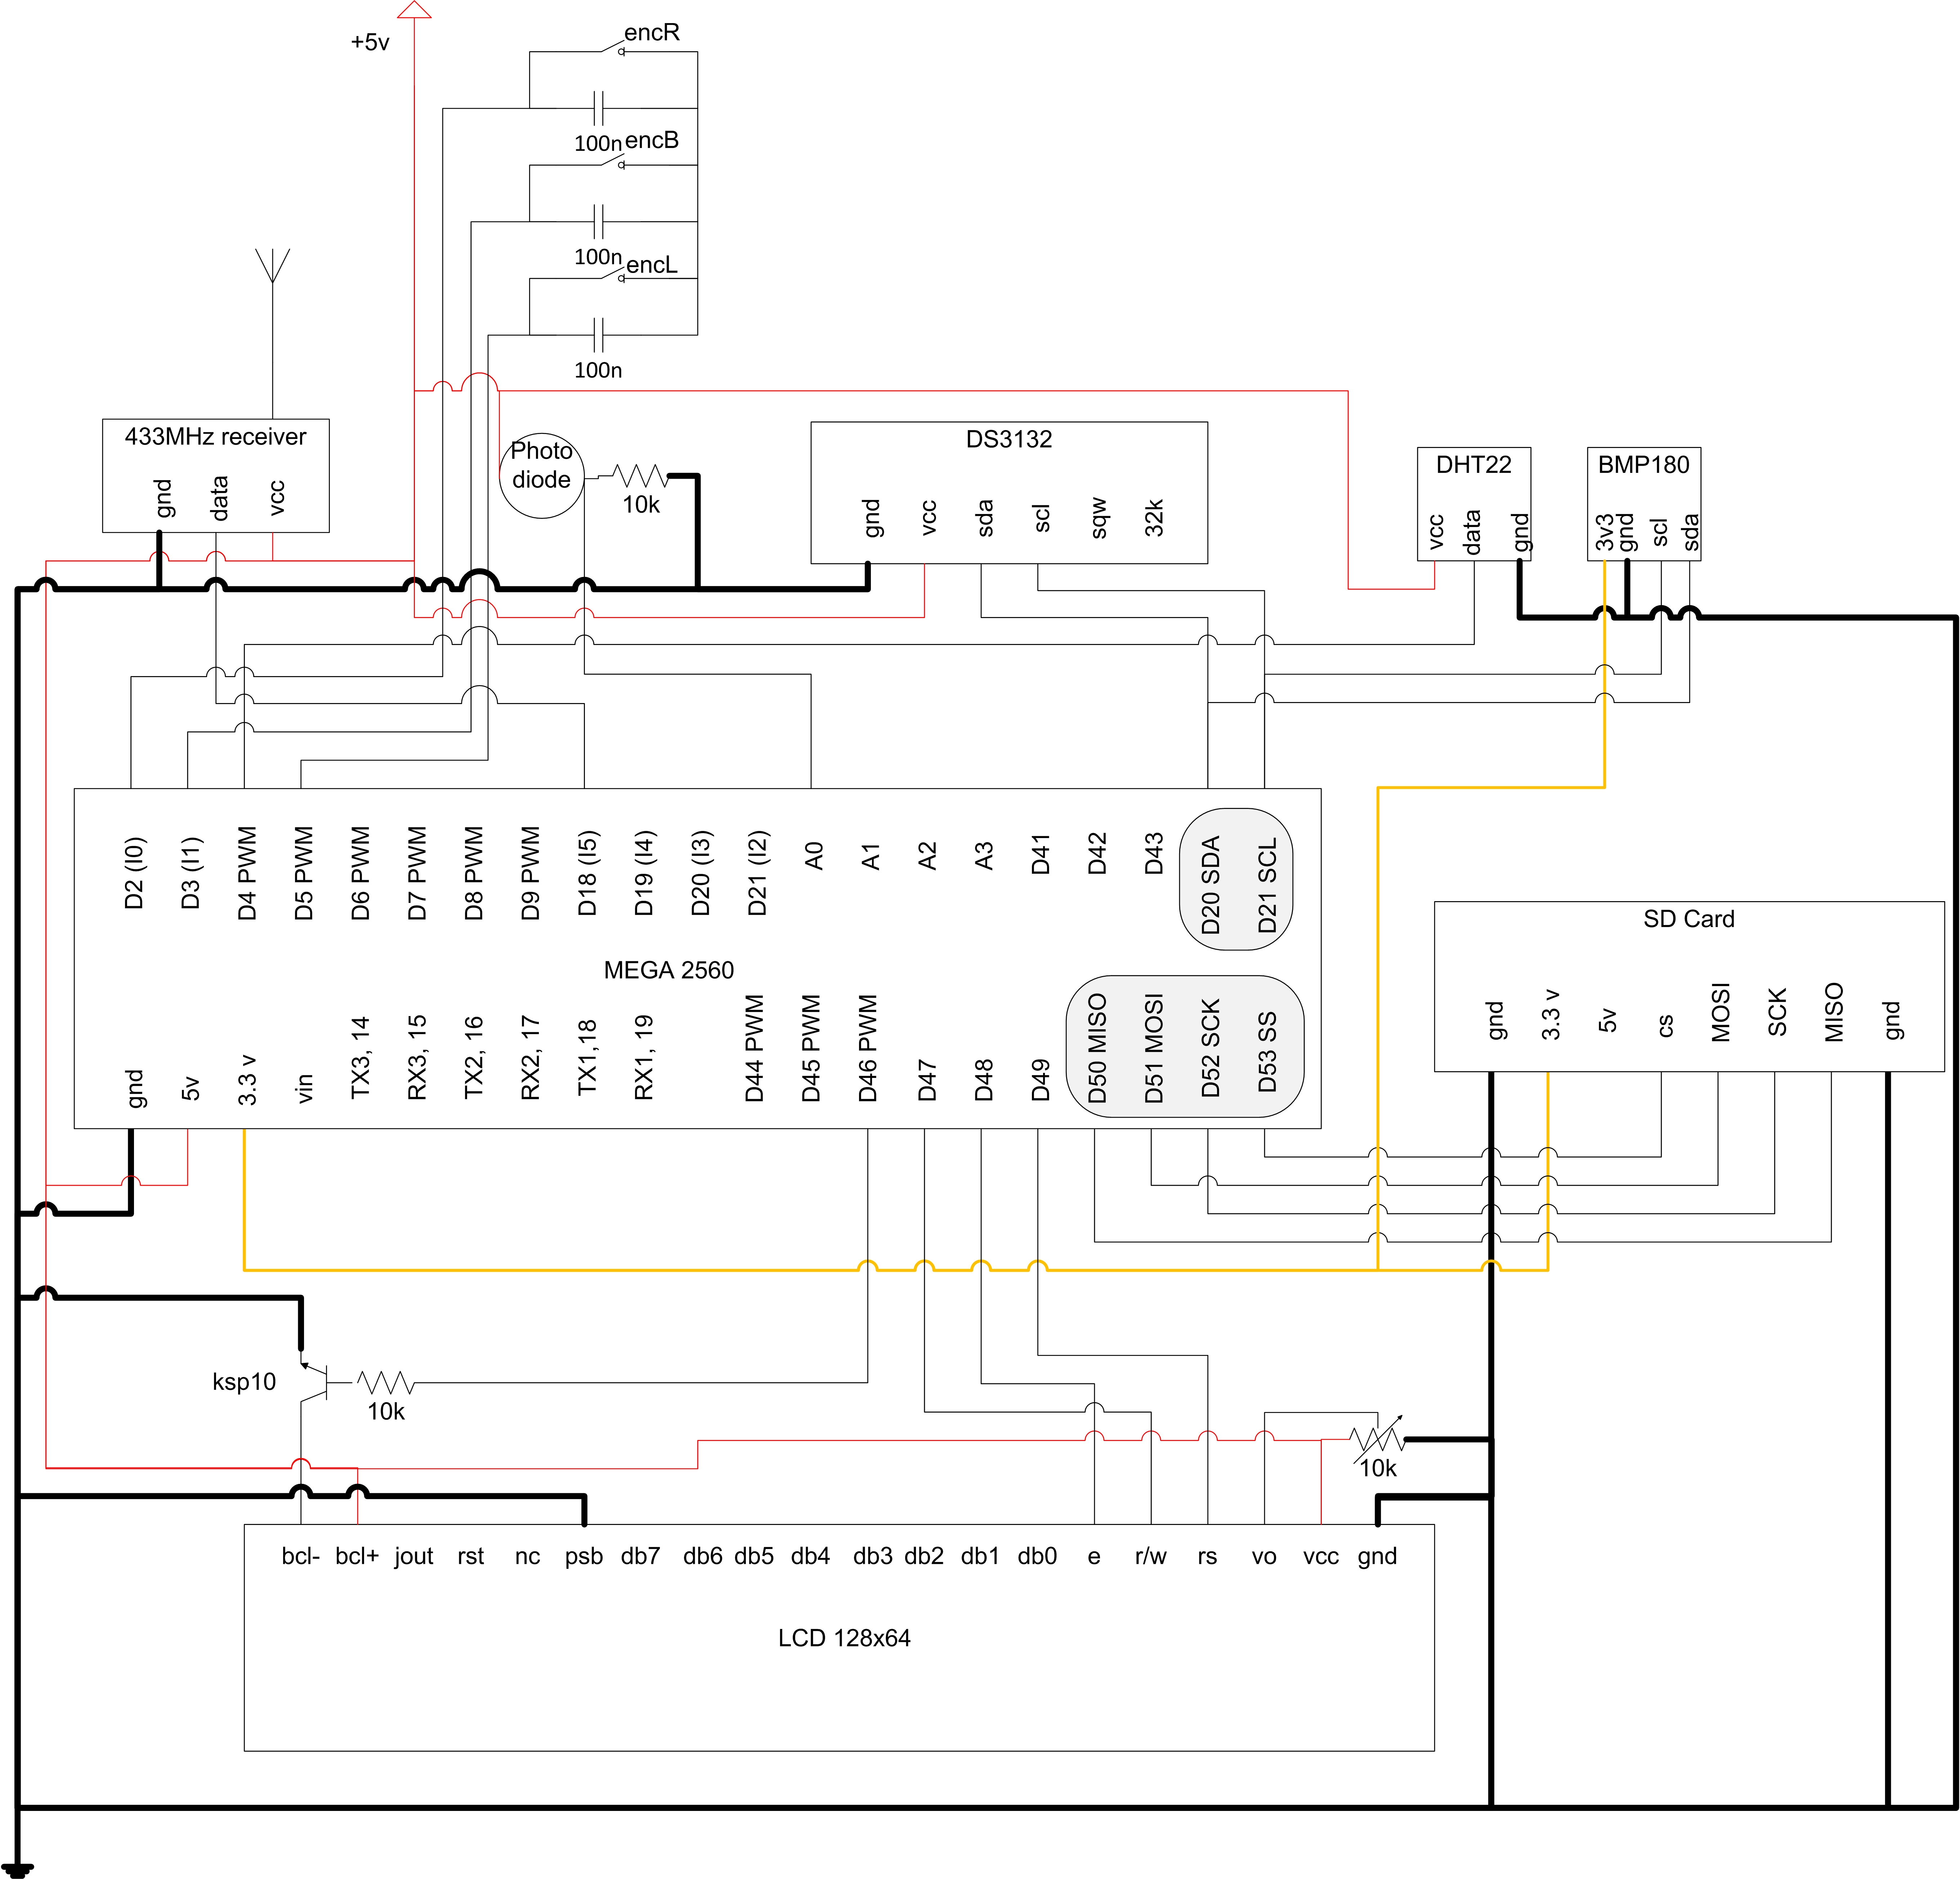 encR
+5v
100n
encB
100n
encL
100n
433MHz receiver
gnd
data
vcc
Photo
diode
10k
DS3132
gnd
vcc
sda
scl
sqw
32k
DHT22
vcc
data
gnd
BMP180
3v3
gnd
scl
sda
D2 (I0)
D3 (I1)
D4 PWM
D5 PWM
D6 PWM
D7 PWM
D8 PWM
D9 PWM
D18 (I5)
D19 (I4)
D20 (I3)
D21 (I2)
A0
A1
A2
A3
D41
D42
D43
D20 SDA
D21 SCL
MEGA 2560
gnd
5v
3.3 v
vin
TX3, 14
RX3, 15
TX2, 16
RX2, 17
TX1,18
RX1, 19
D44 PWM
D45 PWM
D46 PWM
D47
D48
D49
D50 MISO
D51 MOSI
D52 SCK
D53 SS
SD Card
gnd
3.3 v
5v
cs
MOSI
SCK
MISO
gnd
ksp10
10k
10k
bcl-
bcl+
jout
rst
nc
psb
db7
db6
db5
db4
db3
db2
db1
db0
e
r/w
rs
vo
vcc
gnd
LCD 128x64